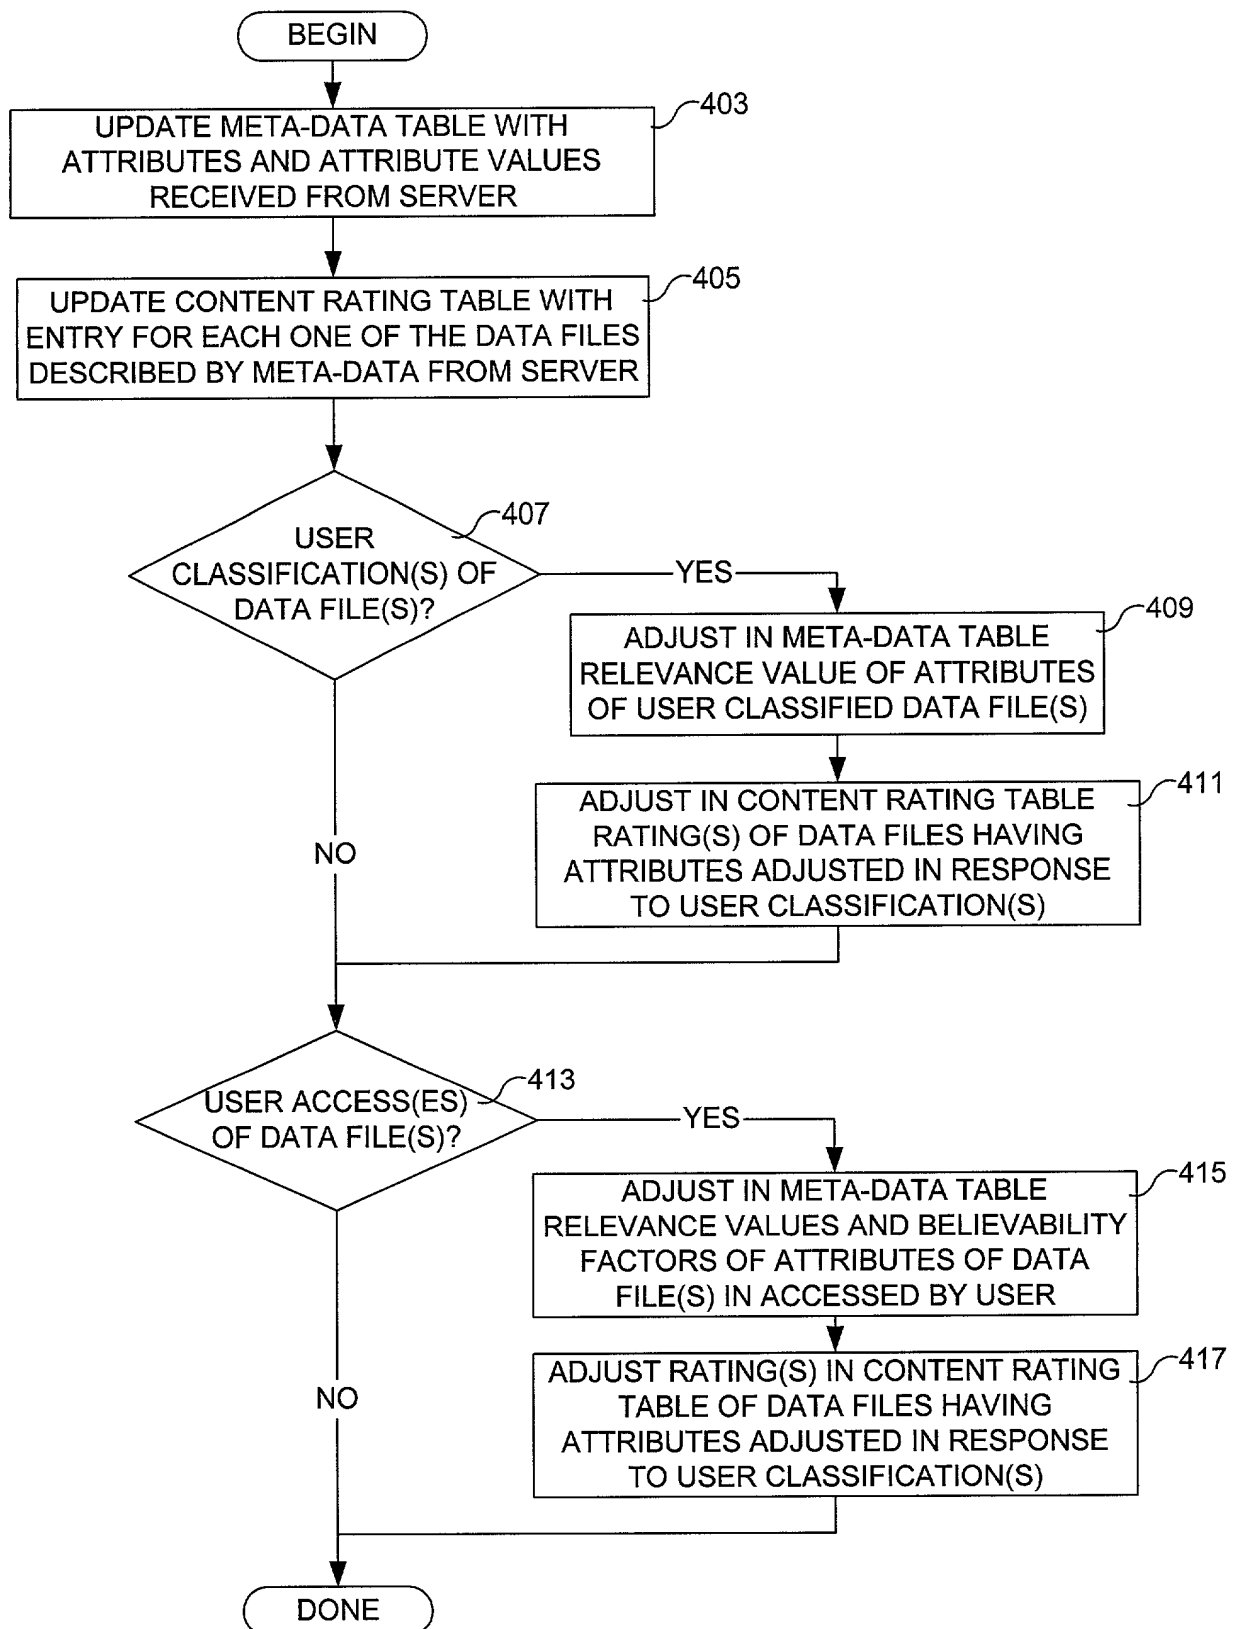 BEGIN
403
UPDATE META-DATA TABLE WITH
ATTRIBUTES AND ATTRIBUTE VALUES
RECEIVED FROM SERVER
405
UPDATE CONTENT RATING TABLE WITH
ENTRY FOR EACH ONE OF THE DATA FILES
DESCRIBED BY META-DATA FROM SERVER
407
USER
CLASSIFICATION(S) OF
DATA FILE(S)?
YES
409
ADJUST IN META-DATA TABLE
RELEVANCE VALUE OF ATTRIBUTES
OF USER CLASSIFIED DATA FILE(S)
411
ADJUST IN CONTENT RATING TABLE
RATING(S) OF DATA FILES HAVING
ATTRIBUTES ADJUSTED IN RESPONSE
TO USER CLASSIFICATION(S)
NO
413
USER ACCESS(ES)
OF DATA FILE(S)?
YES
415
ADJUST IN META-DATA TABLE
RELEVANCE VALUES AND BELIEVABILITY
FACTORS OF ATTRIBUTES OF DATA
FILE(S) IN ACCESSED BY USER
417
ADJUST RATING(S) IN CONTENT RATING
TABLE OF DATA FILES HAVING
ATTRIBUTES ADJUSTED IN RESPONSE
TO USER CLASSIFICATION(S)
NO
DONE